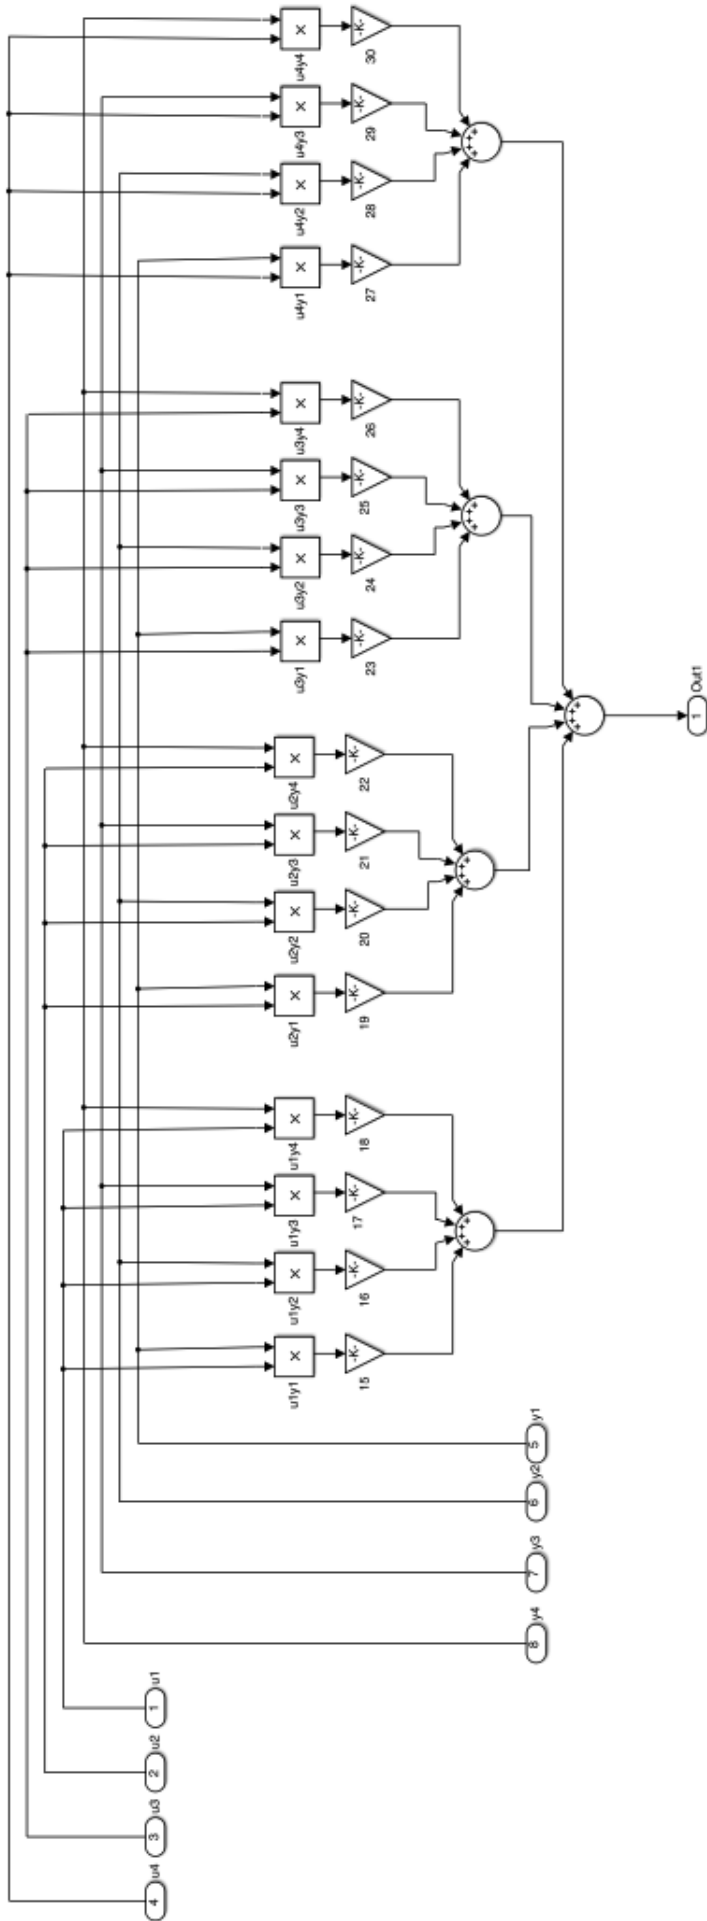 4 u4
3 u3
2 u2
1 u1
× × × × × × × × × × × × × × × ×
u1y1 u1y2 u1y3 u1y4 u2y1 u2y2 u2y3 u2y4 u3y1 u3y2 u3y3 u3y4 u4y1 u4y2 u4y3 u4y4
-K- -K- -K- -K- -K- -K- -K- -K- -K- -K- -K- -K- -K- -K- -K- -K-
15 16 17 18 19 20 21 22 23 24 25 26 27 28 29 30
+ + + + + + + + + + + + + + + +
8 y4
7 y3
6 y2
5 y1
+ + + +
1 Out1